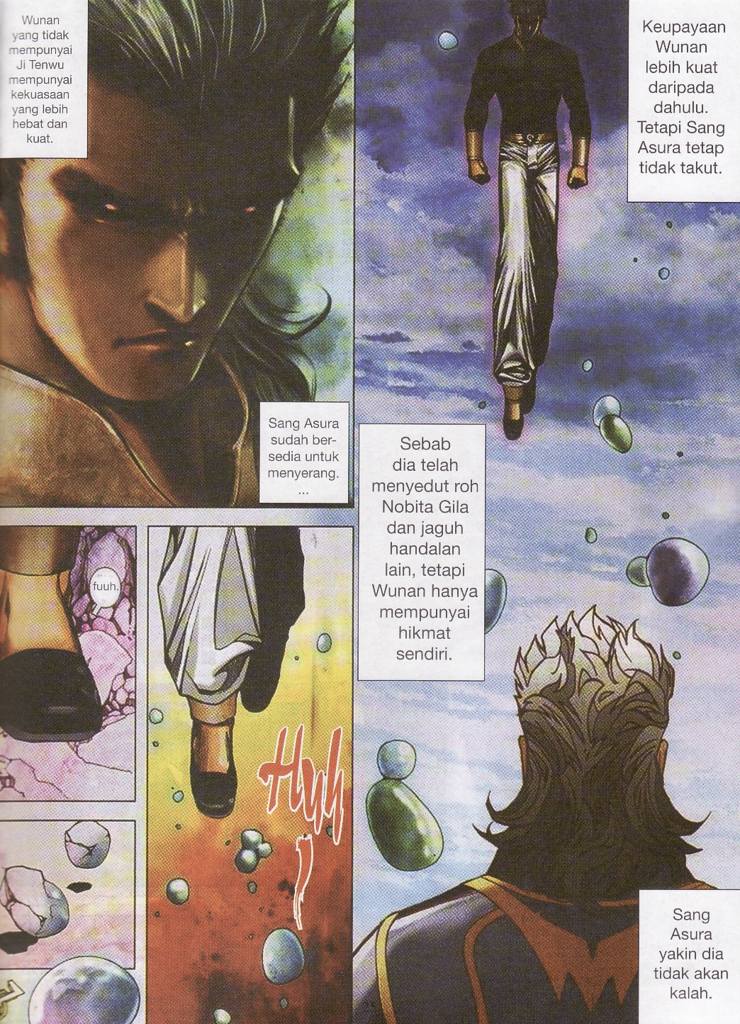 Wunan
yang tidak
mempunyai
Ji Tenwu
mempunyai
kekuasaan
yang lebih
hebat dan
kuat.
Keupayaan
Wunan
lebih kuat
daripada
dahulu.
Tetapi Sang
Asura tetap
tidak takut.
Sang Asura
sudah ber-
sedia untuk
menyerang.
...
Sebab
dia telah
menyedut roh
Nobita Gila
dan jaguh
handalan
lain, tetapi
Wunan hanya
mempunyai
hikmat
sendiri.
fuuh.
Huh
!
Sang
Asura
yakin dia
tidak akan
kalah.